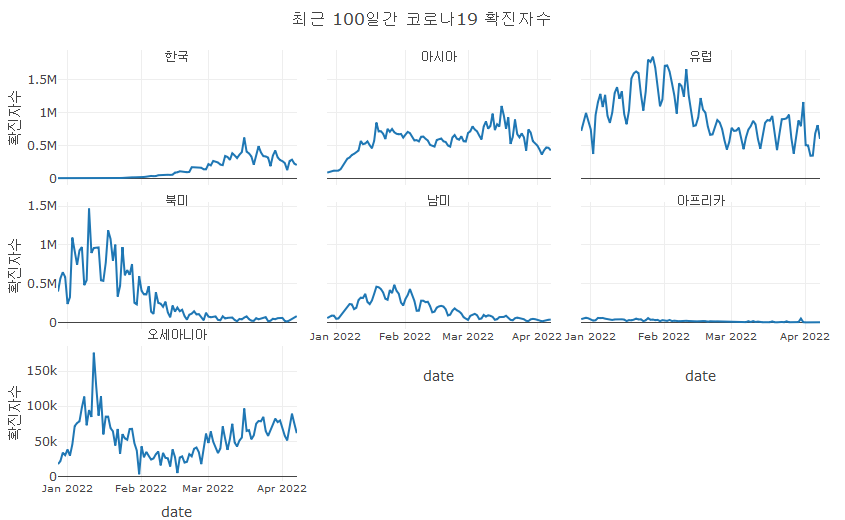 최근 100일간 코로나19 확진자수
한국 아시아 유럽
확진자수
1.5M
1M
0.5M
0
북미 남미 아프리카
확진자수
1.5M
1M
0.5M
0
Jan 2022 Feb 2022 Mar 2022 Apr 2022 Jan 2022 Feb 2022 Mar 2022 Apr 2022
date date
오세아니아
확진자수
150k
100k
50k
0
Jan 2022 Feb 2022 Mar 2022 Apr 2022
date